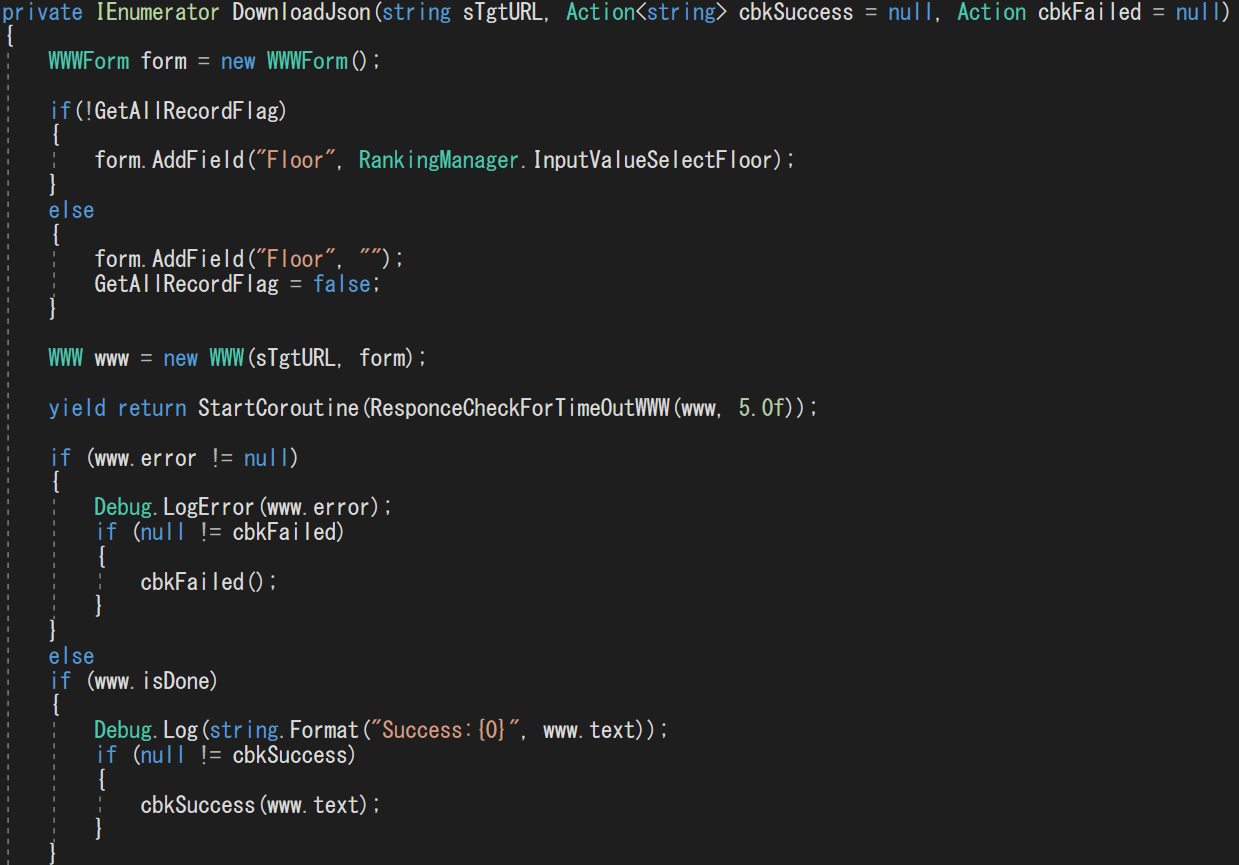 private IEnumerator DownloadJson(string sTgtURL, Action<string> cbkSuccess = null, Action cbkFailed = null)
{
    WWWForm form = new WWWForm();

    if(!GetAllRecordFlag)
    {
        form.AddField("Floor", RankingManager.InputValueSelectFloor);
    }
    else
    {
        form.AddField("Floor", "");
        GetAllRecordFlag = false;
    }

    WWW www = new WWW(sTgtURL, form);

    yield return StartCoroutine(ResponceCheckForTimeOutWWW(www, 5.0f));

    if (www.error != null)
    {
        Debug.LogError(www.error);
        if (null != cbkFailed)
        {
            cbkFailed();
        }
    }
    else
    if (www.isDone)
    {
        Debug.Log(string.Format("Success:{0}", www.text));
        if (null != cbkSuccess)
        {
            cbkSuccess(www.text);
        }
    }